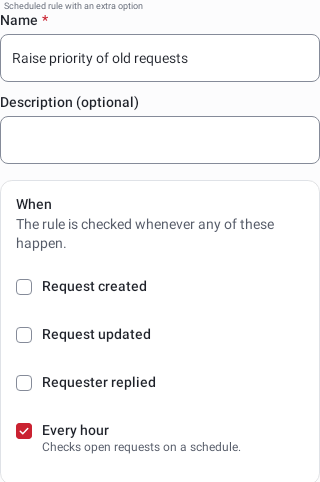 Scheduled rule with an extra option
Name *
Raise priority of old requests
Description (optional)
When
The rule is checked whenever any of these
happen.
Request created
Request updated
Requester replied
Every hour
Checks open requests on a schedule.